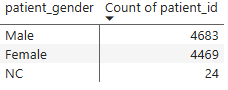 patient_gender Count of patient_id
Male 4683
Female 4469
NC 24